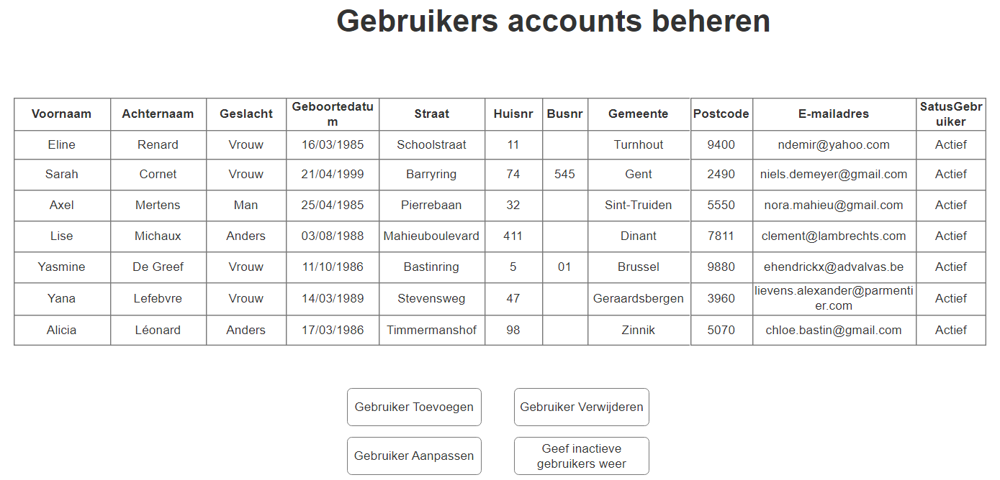 Gebruikers accounts beheren
Voornaam Achternaam Geslacht Geboortedatu
m Straat Huisnr Busnr Gemeente Postcode E-mailadres SatusGebr
uiker
Eline Renard Vrouw 16/03/1985 Schoolstraat 11 Turnhout 9400 ndemir@yahoo.com Actief
Sarah Cornet Vrouw 21/04/1999 Barryring 74 545 Gent 2490 niels.demeyer@gmail.com Actief
Axel Mertens Man 25/04/1985 Pierrebaan 32 Sint-Truiden 5550 nora.mahieu@gmail.com Actief
Lise Michaux Anders 03/08/1988 Mahieuboulevard 411 Dinant 7811 clement@lambrechts.com Actief
Yasmine De Greef Vrouw 11/10/1986 Bastinring 5 01 Brussel 9880 ehendrickx@advalvas.be Actief
Yana Lefebvre Vrouw 14/03/1989 Stevensweg 47 Geraardsbergen 3960 lievens.alexander@parmenti
er.com Actief
Alicia Léonard Anders 17/03/1986 Timmermanshof 98 Zinnik 5070 chloe.bastin@gmail.com Actief
Gebruiker Toevoegen Gebruiker Verwijderen
Gebruiker Aanpassen Geef inactieve
gebruikers weer